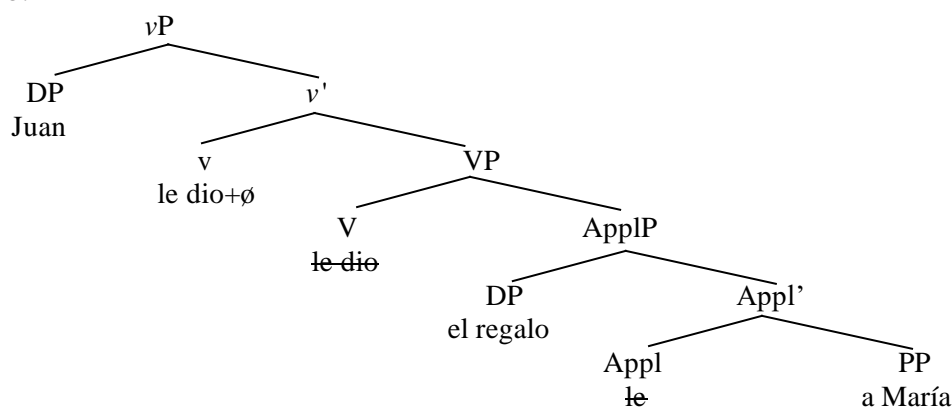 vP
DP
v'
Juan
v
VP
le dio+ø
V
ApplP
le dio
DP
Appl’
el regalo
Appl
PP
le
a María